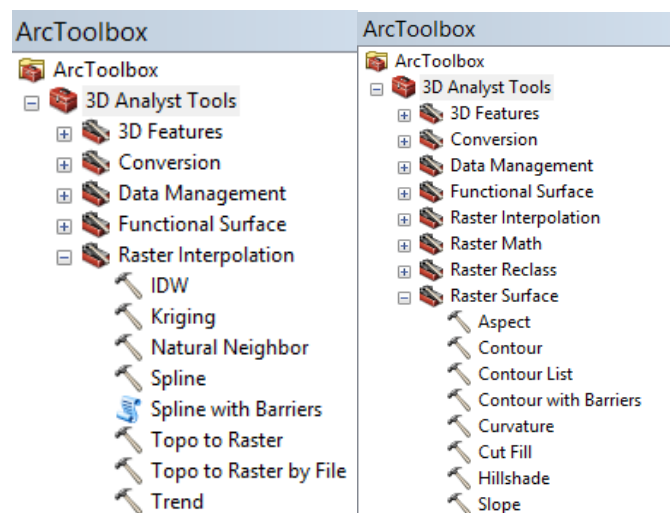 ArcToolbox
ArcToolbox
3D Analyst Tools
3D Features
Conversion
Data Management
Functional Surface
Raster Interpolation
IDW
Kriging
Natural Neighbor
Spline
Spline with Barriers
Topo to Raster
Topo to Raster by File
Trend
ArcToolbox
ArcToolbox
3D Analyst Tools
3D Features
Conversion
Data Management
Functional Surface
Raster Interpolation
Raster Math
Raster Reclass
Raster Surface
Aspect
Contour
Contour List
Contour with Barriers
Curvature
Cut Fill
Hillshade
Slope